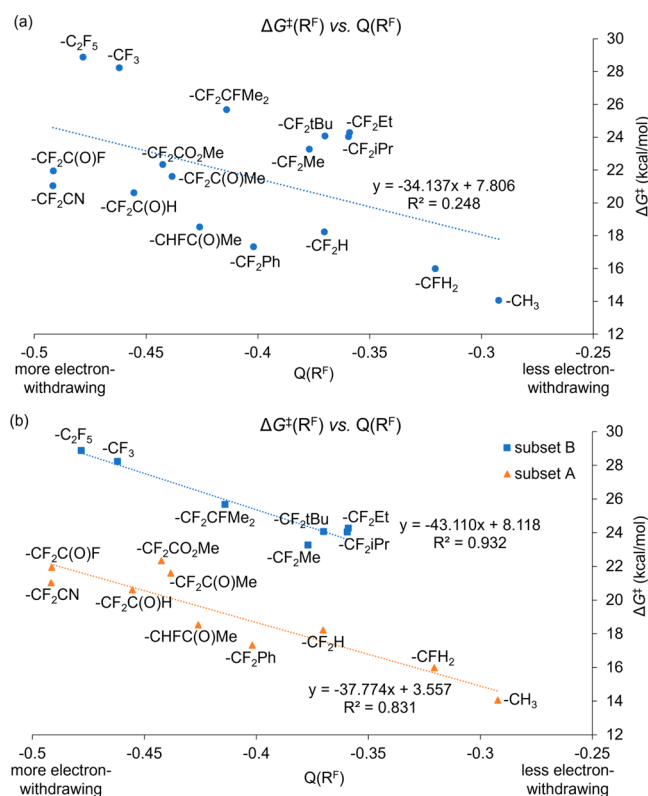 (a)
ΔG‡(Rᶠ) vs. Q(Rᶠ)
-C₂F₅
-CF₃
-CF₂CFMe₂
-CF₂tBu
-CF₂Et
-CF₂Me
-CF₂iPr
-CF₂C(O)F
-CF₂CO₂Me
-CF₂C(O)Me
-CF₂CN
-CF₂C(O)H
y = -34.137x + 7.806
R² = 0.248
-CHFC(O)Me
-CF₂Ph
-CF₂H
-CFH₂
-CH₃
30
28
26
24
22
20
18
16
14
12
ΔG‡ (kcal/mol)
-0.5
-0.45
-0.4
-0.35
-0.3
-0.25
more electron-
withdrawing
Q(Rᶠ)
less electron-
withdrawing
(b)
ΔG‡(Rᶠ) vs. Q(Rᶠ)
-C₂F₅
-CF₃
subset B
subset A
-CF₂CFMe₂
-CF₂tBu
-CF₂Et
-CF₂Me
-CF₂iPr
y = -43.110x + 8.118
R² = 0.932
-CF₂C(O)F
-CF₂CO₂Me
-CF₂C(O)Me
-CF₂CN
-CF₂C(O)H
-CHFC(O)Me
-CF₂Ph
-CF₂H
-CFH₂
-CH₃
y = -37.774x + 3.557
R² = 0.831
30
28
26
24
22
20
18
16
14
12
ΔG‡ (kcal/mol)
-0.5
-0.45
-0.4
-0.35
-0.3
-0.25
more electron-
withdrawing
Q(Rᶠ)
less electron-
withdrawing